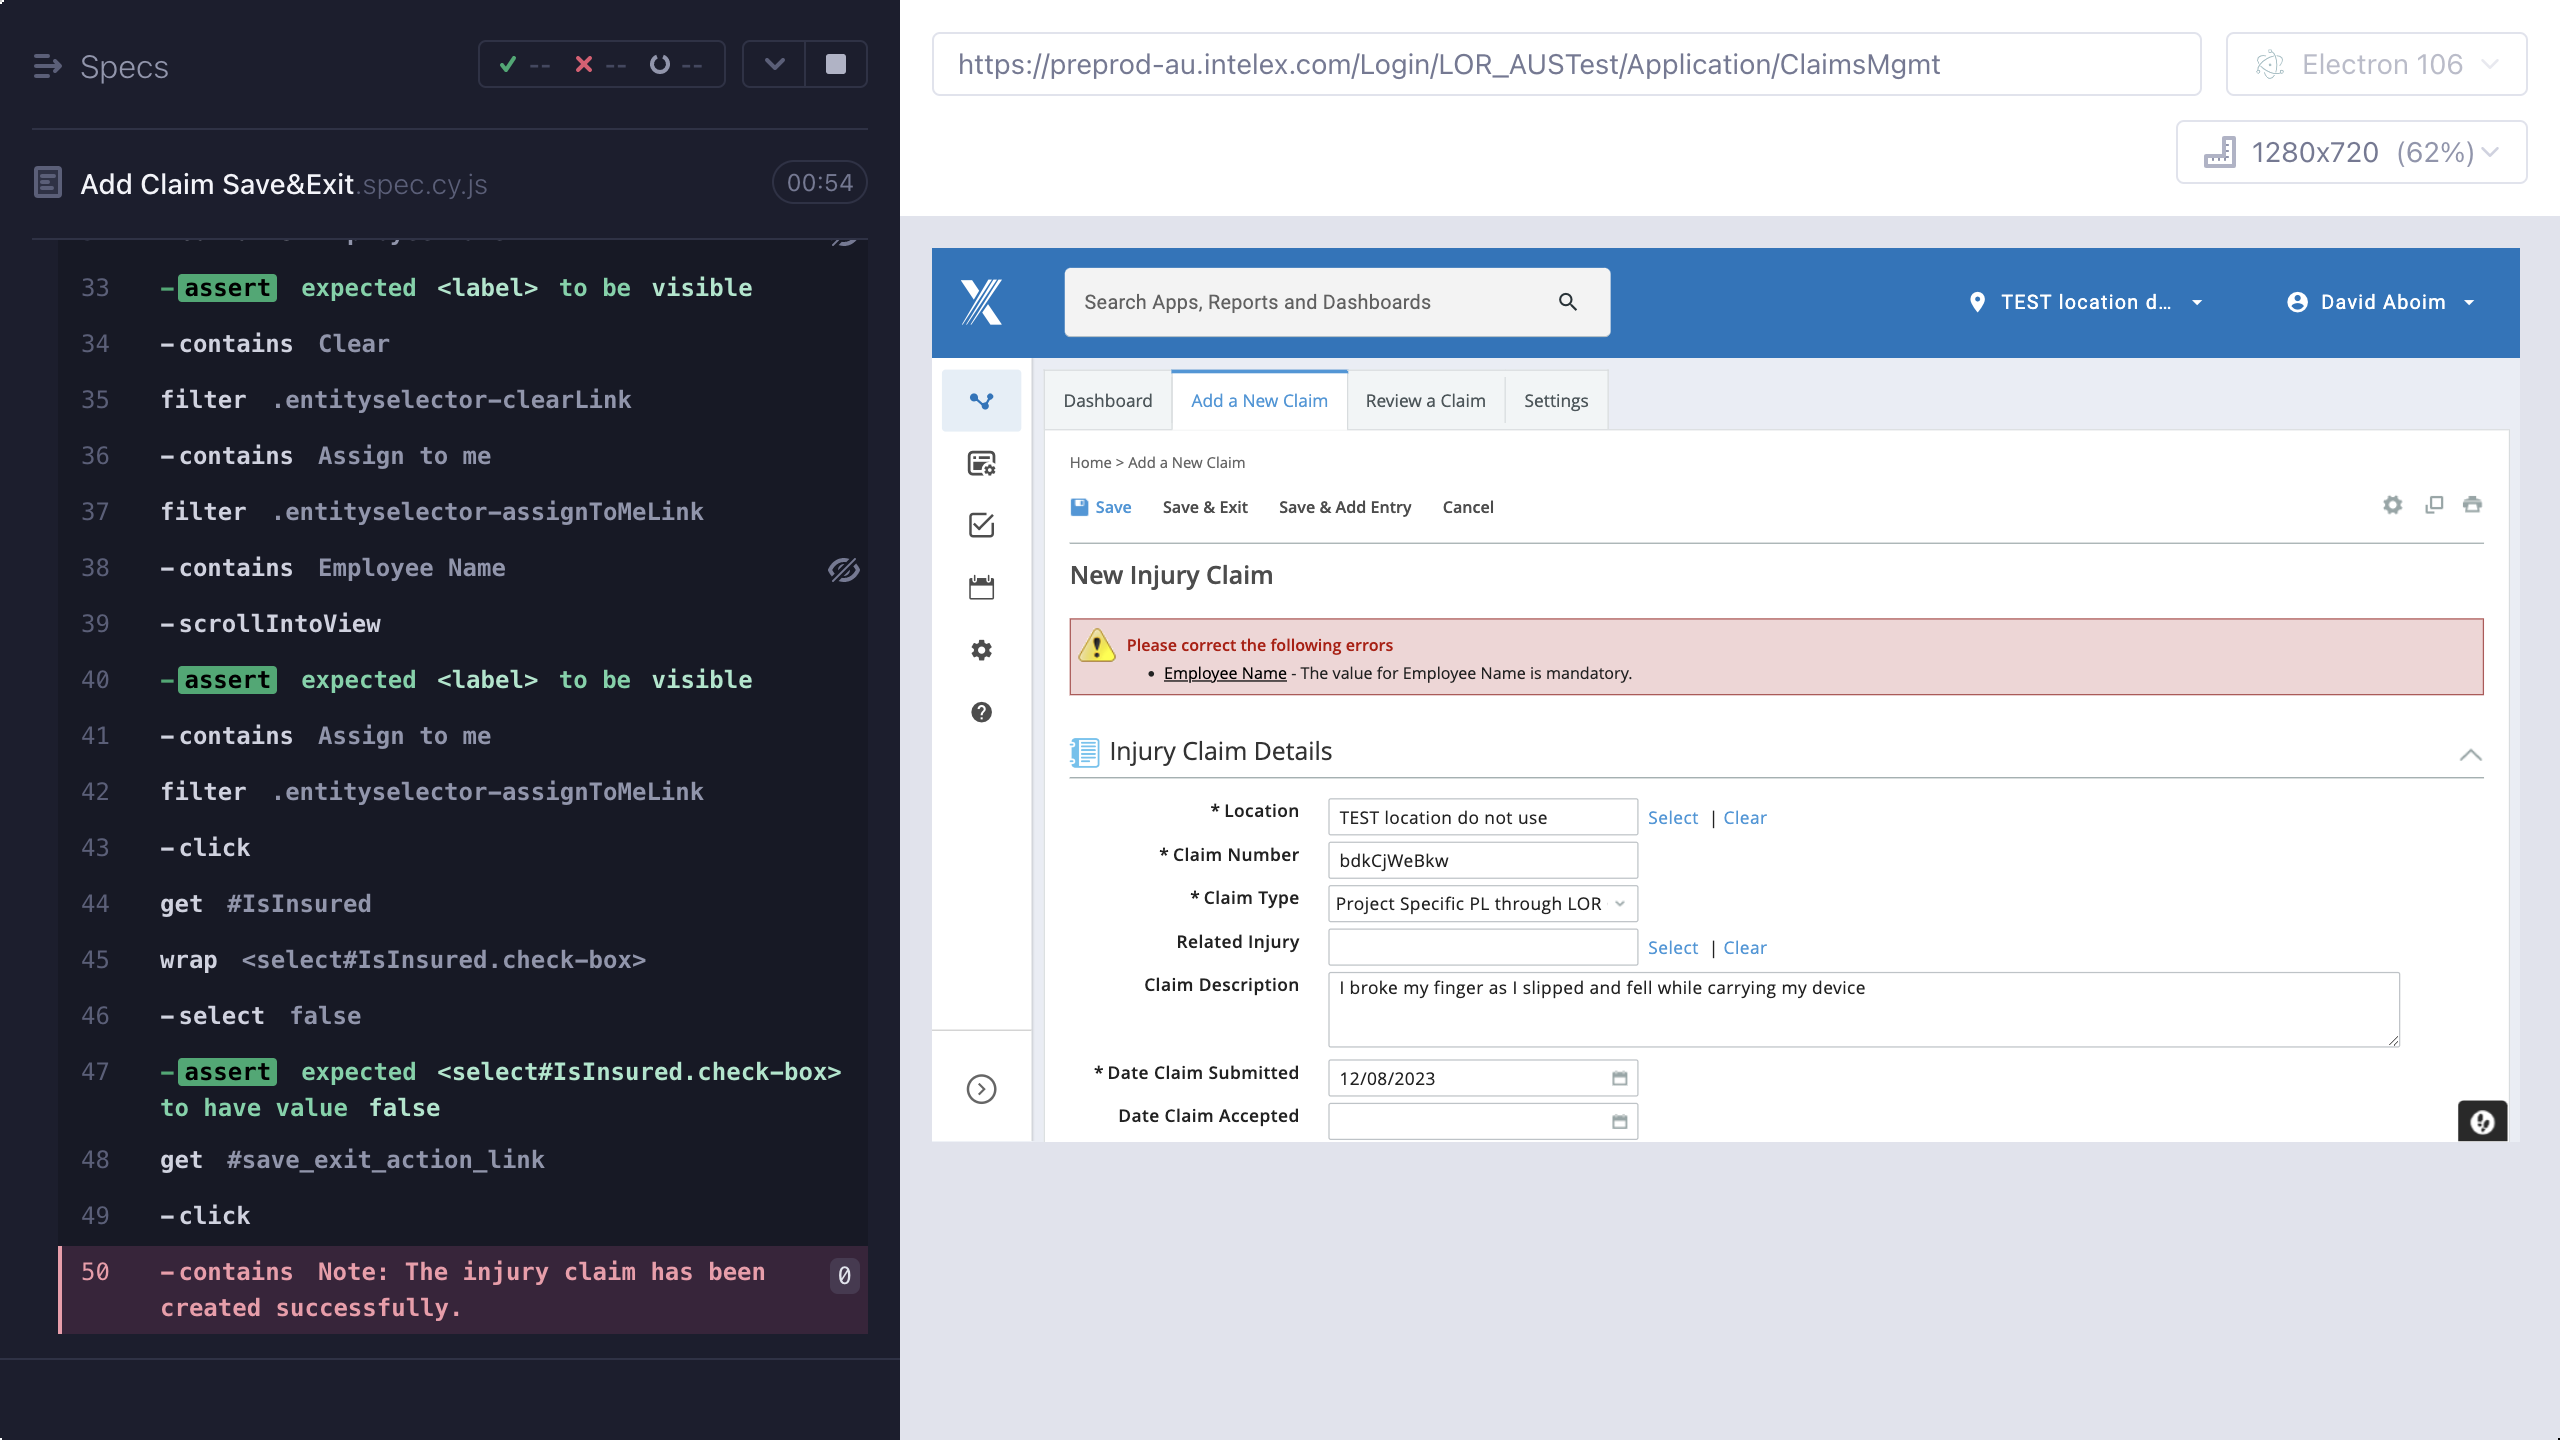 Specs
-- -- --
Add Claim Save&Exit.spec.cy.js 00:54
33 -assert expected <label> to be visible
34 -contains Clear
35 filter .entityselector-clearLink
36 -contains Assign to me
37 filter .entityselector-assignToMeLink
38 -contains Employee Name
39 -scrollIntoView
40 -assert expected <label> to be visible
41 -contains Assign to me
42 filter .entityselector-assignToMeLink
43 -click
44 get #IsInsured
45 wrap <select#IsInsured.check-box>
46 -select false
47 -assert expected <select#IsInsured.check-box>
to have value false
48 get #save_exit_action_link
49 -click
50 -contains Note: The injury claim has been 0
created successfully.
https://preprod-au.intelex.com/Login/LOR_AUSTest/Application/ClaimsMgmt
Electron 106
1280x720 (62%)
Search Apps, Reports and Dashboards
TEST location d...
David Aboim
Dashboard Add a New Claim Review a Claim Settings
Home > Add a New Claim
Save Save & Exit Save & Add Entry Cancel
New Injury Claim
Please correct the following errors
• Employee Name - The value for Employee Name is mandatory.
Injury Claim Details
* Location TEST location do not use Select | Clear
* Claim Number bdkCjWeBkw
* Claim Type Project Specific PL through LOR
Related Injury Select | Clear
Claim Description I broke my finger as I slipped and fell while carrying my device
* Date Claim Submitted 12/08/2023
Date Claim Accepted